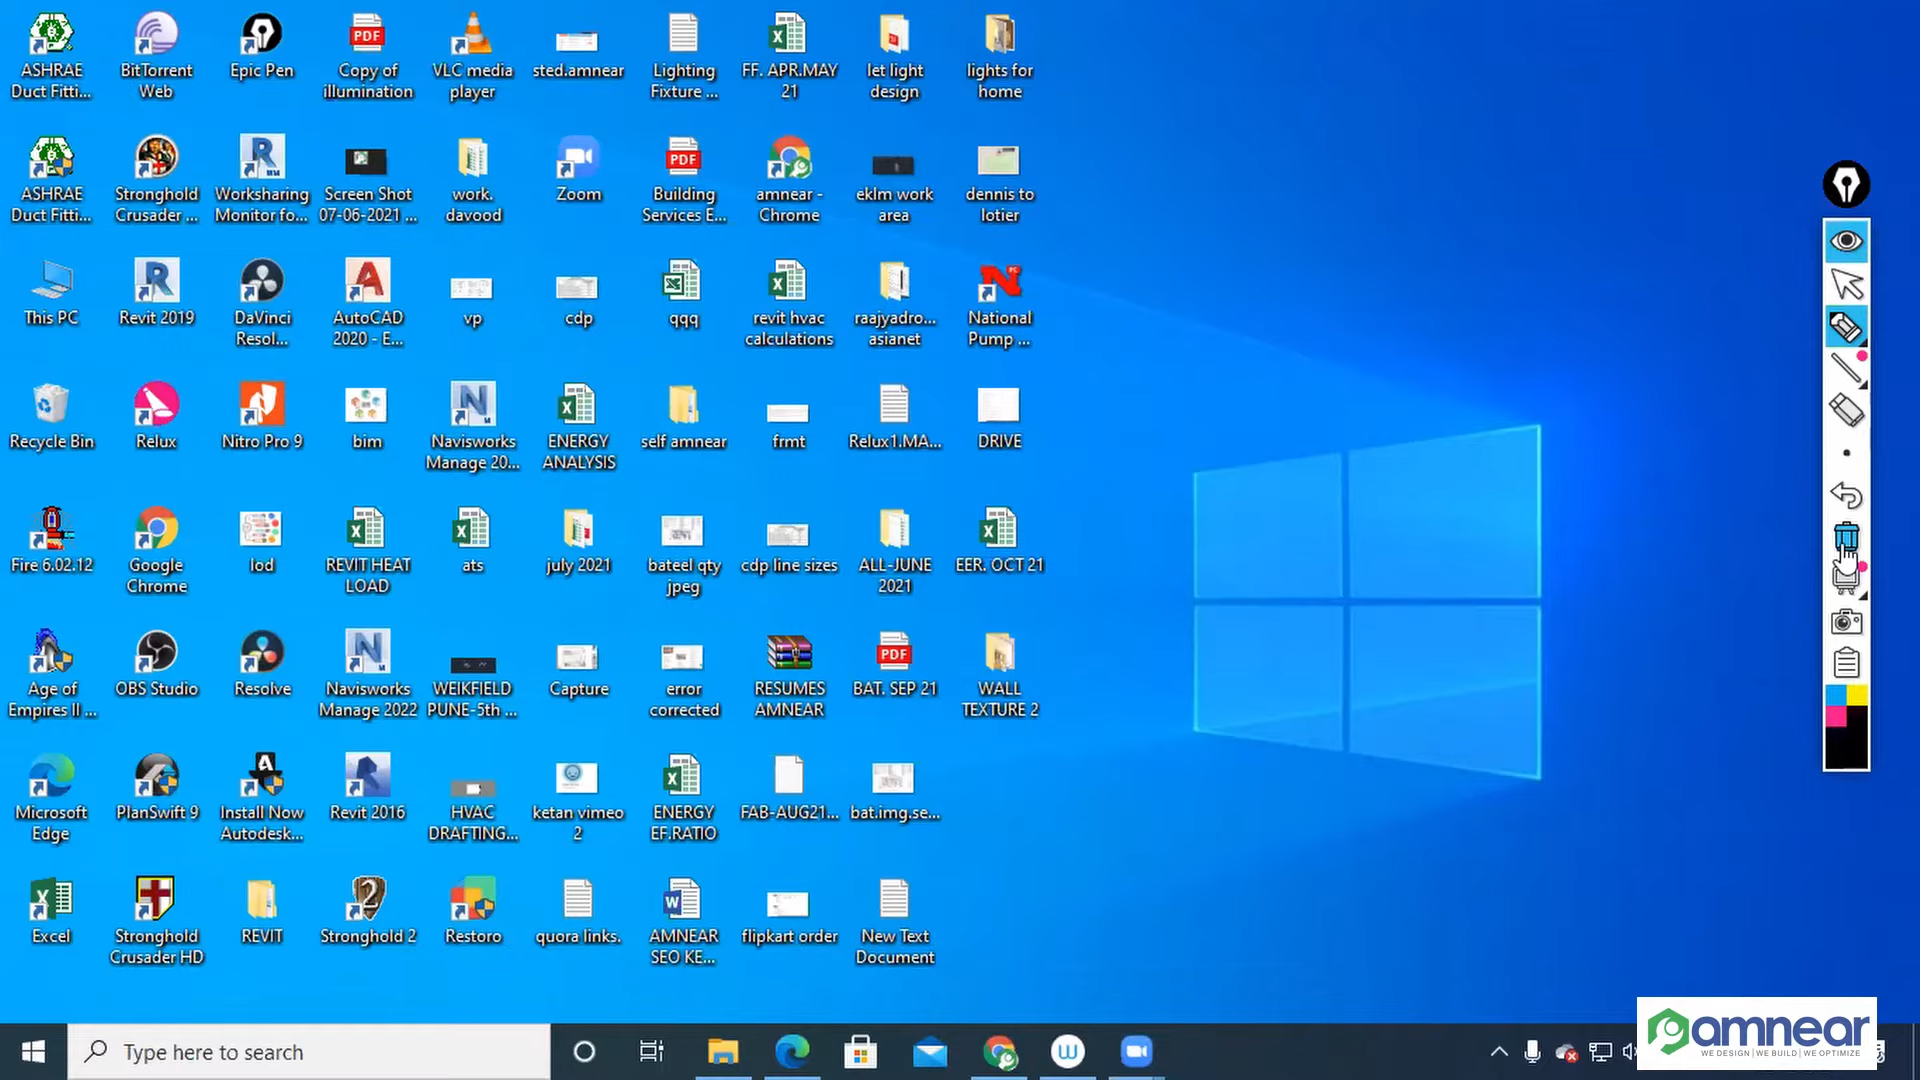 ASHRAE
Duct Fitti...
BitTorrent
Web
Epic Pen
PDF
Copy of
illumination
VLC media
player
sted.amnear
Lighting
Fixture ...
FF. APR.MAY
21
let light
design
lights for
home
ASHRAE
Duct Fitti...
Stronghold
Crusader ...
Worksharing
Monitor fo...
Screen Shot
07-06-2021 ...
work.
davood
Zoom
PDF
Building
Services E...
amnear -
Chrome
eklm work
area
dennis to
lotier
This PC
Revit 2019
DaVinci
Resol...
AutoCAD
2020 - E...
vp
cdp
qqq
revit hvac
calculations
raajyadro...
asianet
National
Pump ...
Recycle Bin
Relux
Nitro Pro 9
bim
Navisworks
Manage 20...
ENERGY
ANALYSIS
self amnear
frmt
Relux1.MA...
DRIVE
Fire 6.02.12
Google
Chrome
lod
REVIT HEAT
LOAD
ats
july 2021
bateel qty
jpeg
cdp line sizes
ALL-JUNE
2021
EER. OCT 21
Age of
Empires II ...
OBS Studio
Resolve
Navisworks
Manage 2022
WEIKFIELD
PUNE-5th ...
Capture
error
corrected
RESUMES
AMNEAR
PDF
BAT. SEP 21
WALL
TEXTURE 2
Microsoft
Edge
PlanSwift 9
Install Now
Autodesk...
Revit 2016
HVAC
DRAFTING...
ketan vimeo
2
ENERGY
EF.RATIO
FAB-AUG21...
bat.img.se...
Excel
Stronghold
Crusader HD
REVIT
Stronghold 2
Restoro
quora links.
AMNEAR
SEO KE...
flipkart order
New Text
Document
Type here to search
amnear
WE DESIGN | WE BUILD | WE OPTIMIZE